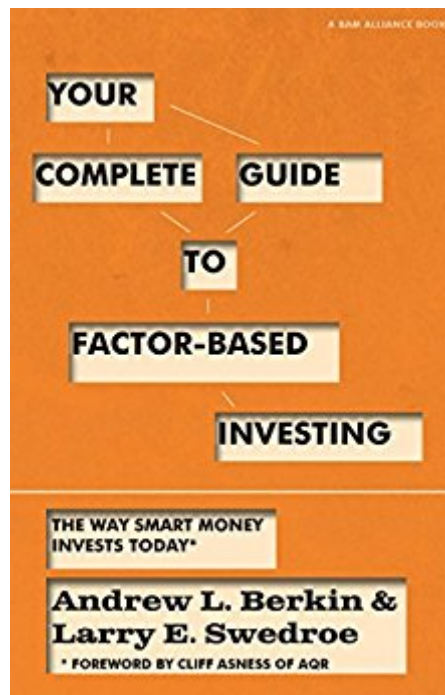 A BAM ALLIANCE BOOK
YOUR
COMPLETE GUIDE
TO
FACTOR-BASED
INVESTING
THE WAY SMART MONEY
INVESTS TODAY*
Andrew L. Berkin &
Larry E. Swedroe
* FOREWORD BY CLIFF ASNESS OF AQR